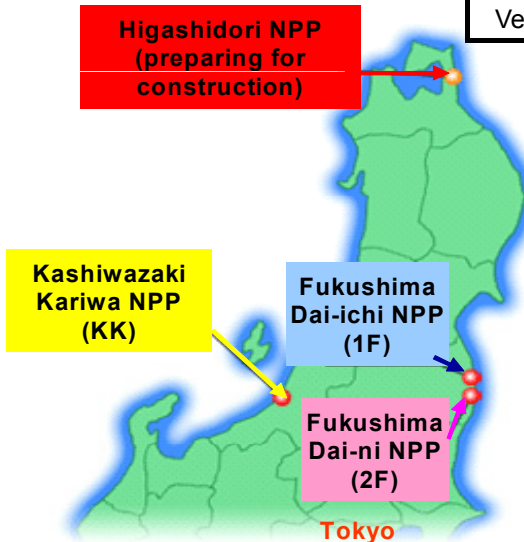 Higashidori NPP
(preparing for
construction)
Kashiwazaki
Kariwa NPP
(KK)
Fukushima
Dai-ichi NPP
(1F)
Fukushima
Dai-ni NPP
(2F)
Tokyo